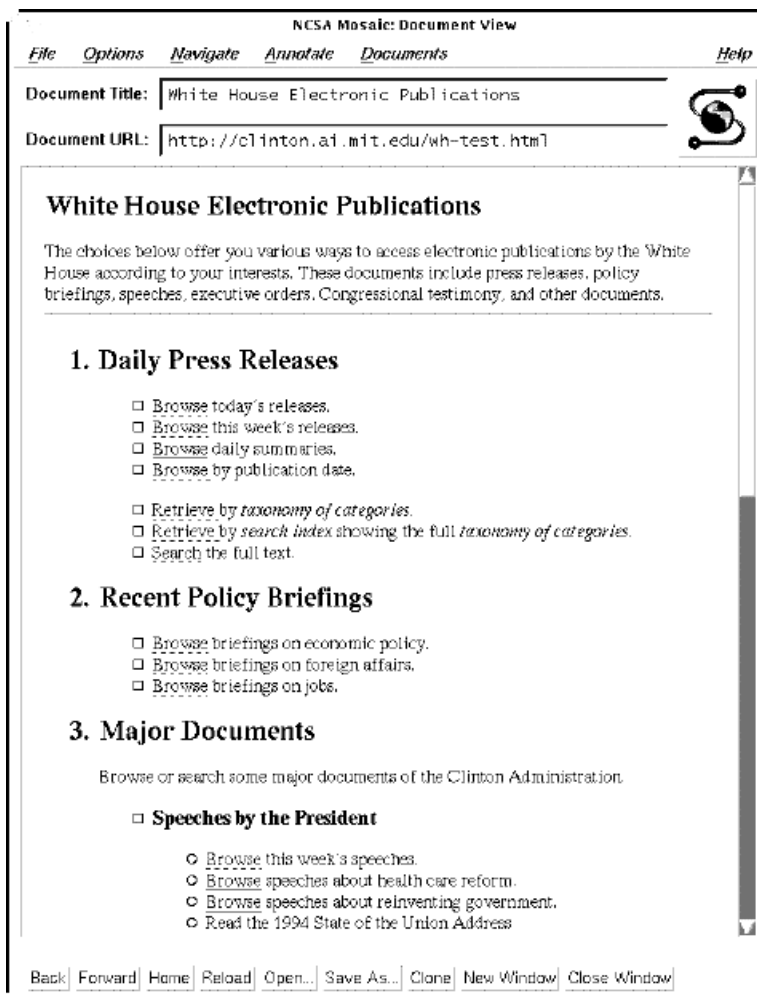 NCSA Mosaic: Document View
File Options Navigate Annotate Documents Help
Document Title: White House Electronic Publications
Document URL: http://clinton.ai.mit.edu/wh-test.html
White House Electronic Publications
The choices below offer you various ways to access electronic publications by the White
House according to your interests. These documents include press releases, policy
briefings, speeches, executive orders, Congressional testimony, and other documents.
1. Daily Press Releases
Browse today's releases.
Browse this week's releases.
Browse daily summaries.
Browse by publication date.
Retrieve by taxonomy of categories.
Retrieve by search index showing the full taxonomy of categories.
Search the full text.
2. Recent Policy Briefings
Browse briefings on economic policy.
Browse briefings on foreign affairs.
Browse briefings on jobs.
3. Major Documents
Browse or search some major documents of the Clinton Administration
Speeches by the President
Browse this week's speeches.
Browse speeches about health care reform.
Browse speeches about reinventing government.
Read the 1994 State of the Union Address
Back Forward Home Reload Open... Save As... Clone New Window Close Window